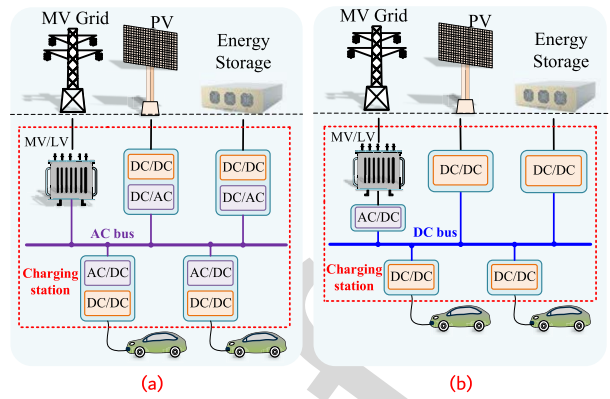 MV Grid
PV
Energy
Storage
MV/LV
DC/DC
DC/AC
DC/DC
DC/AC
AC bus
Charging
station
AC/DC
DC/DC
AC/DC
DC/DC
(a)
MV Grid
PV
Energy
Storage
MV/LV
DC/DC
DC/DC
AC/DC
DC bus
Charging
station
DC/DC
DC/DC
(b)